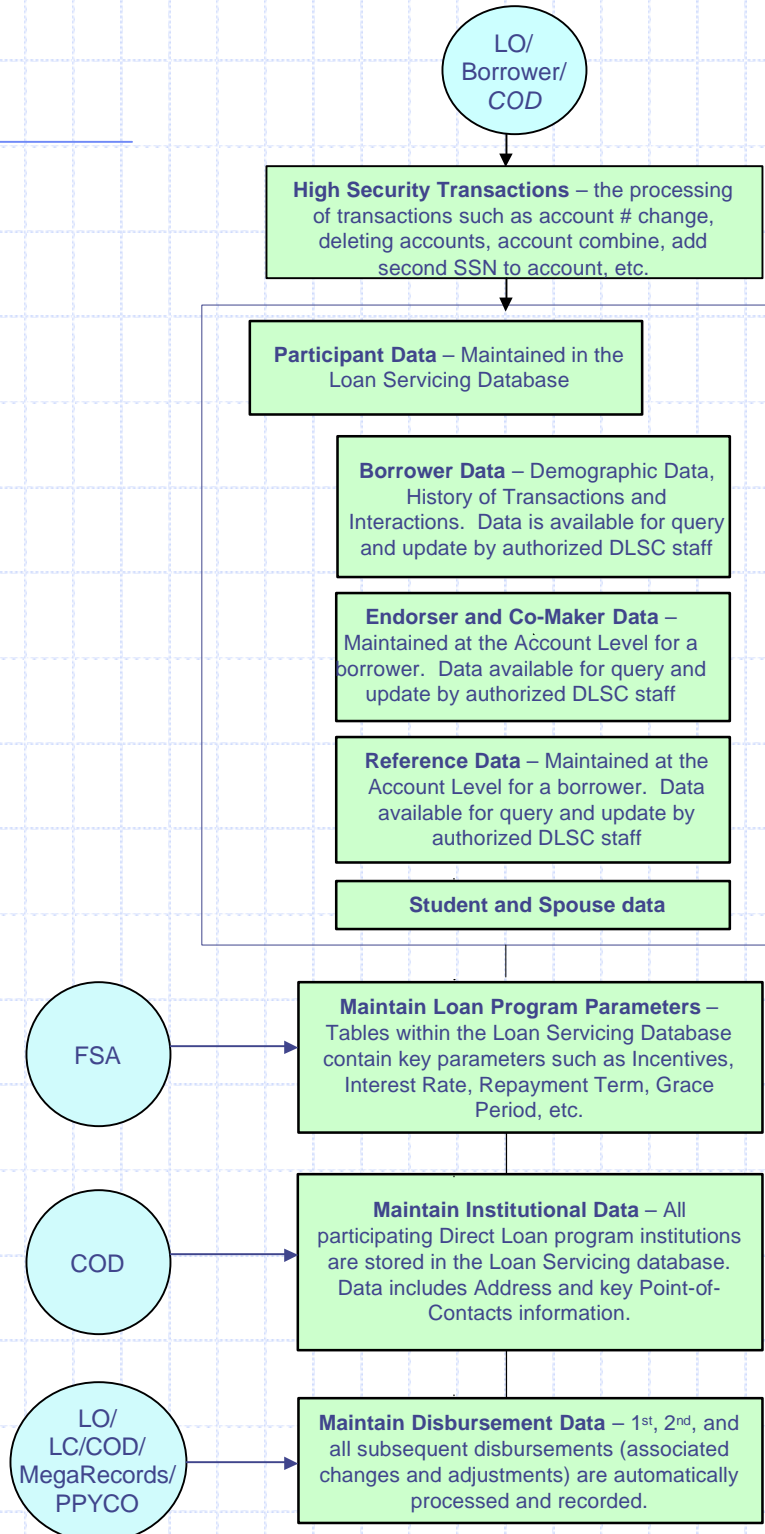 LO/
Borrower/
COD
High Security Transactions – the processing
of transactions such as account # change,
deleting accounts, account combine, add
second SSN to account, etc.
Participant Data – Maintained in the
Loan Servicing Database
Borrower Data – Demographic Data,
History of Transactions and
Interactions. Data is available for query
and update by authorized DLSC staff
Endorser and Co-Maker Data –
Maintained at the Account Level for a
borrower. Data available for query and
update by authorized DLSC staff
Reference Data – Maintained at the
Account Level for a borrower. Data
available for query and update by
authorized DLSC staff
Student and Spouse data
FSA
Maintain Loan Program Parameters –
Tables within the Loan Servicing Database
contain key parameters such as Incentives,
Interest Rate, Repayment Term, Grace
Period, etc.
COD
Maintain Institutional Data – All
participating Direct Loan program institutions
are stored in the Loan Servicing database.
Data includes Address and key Point-of-
Contacts information.
LO/
LC/COD/
MegaRecords/
PPYCO
Maintain Disbursement Data – 1st, 2nd, and
all subsequent disbursements (associated
changes and adjustments) are automatically
processed and recorded.